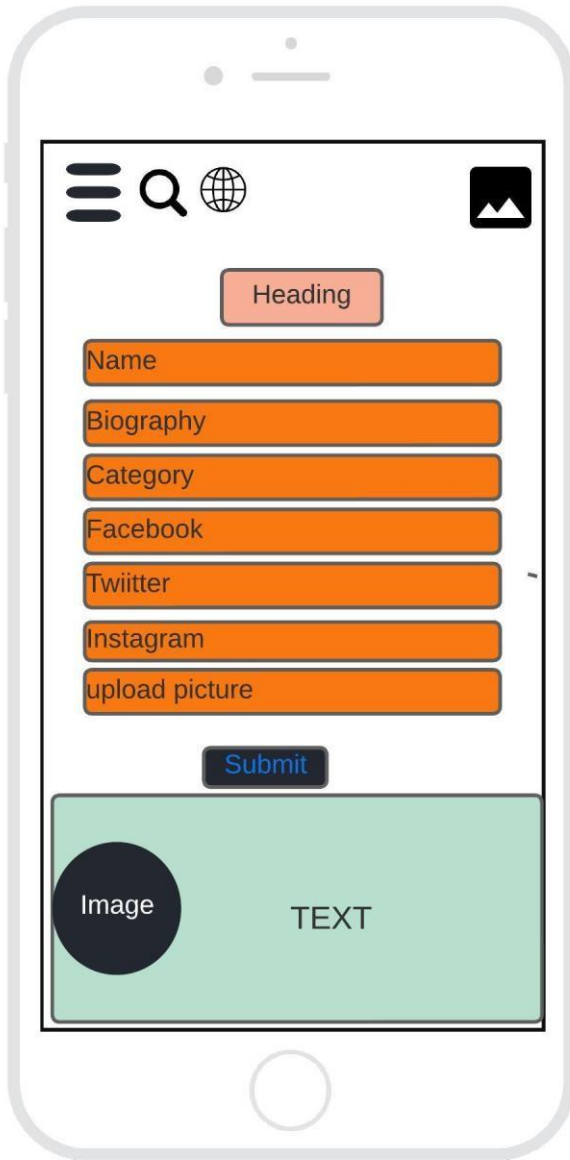 Heading
Name
Biography
Category
Facebook
Twiitter
Instagram
upload picture
Submit
Image
TEXT